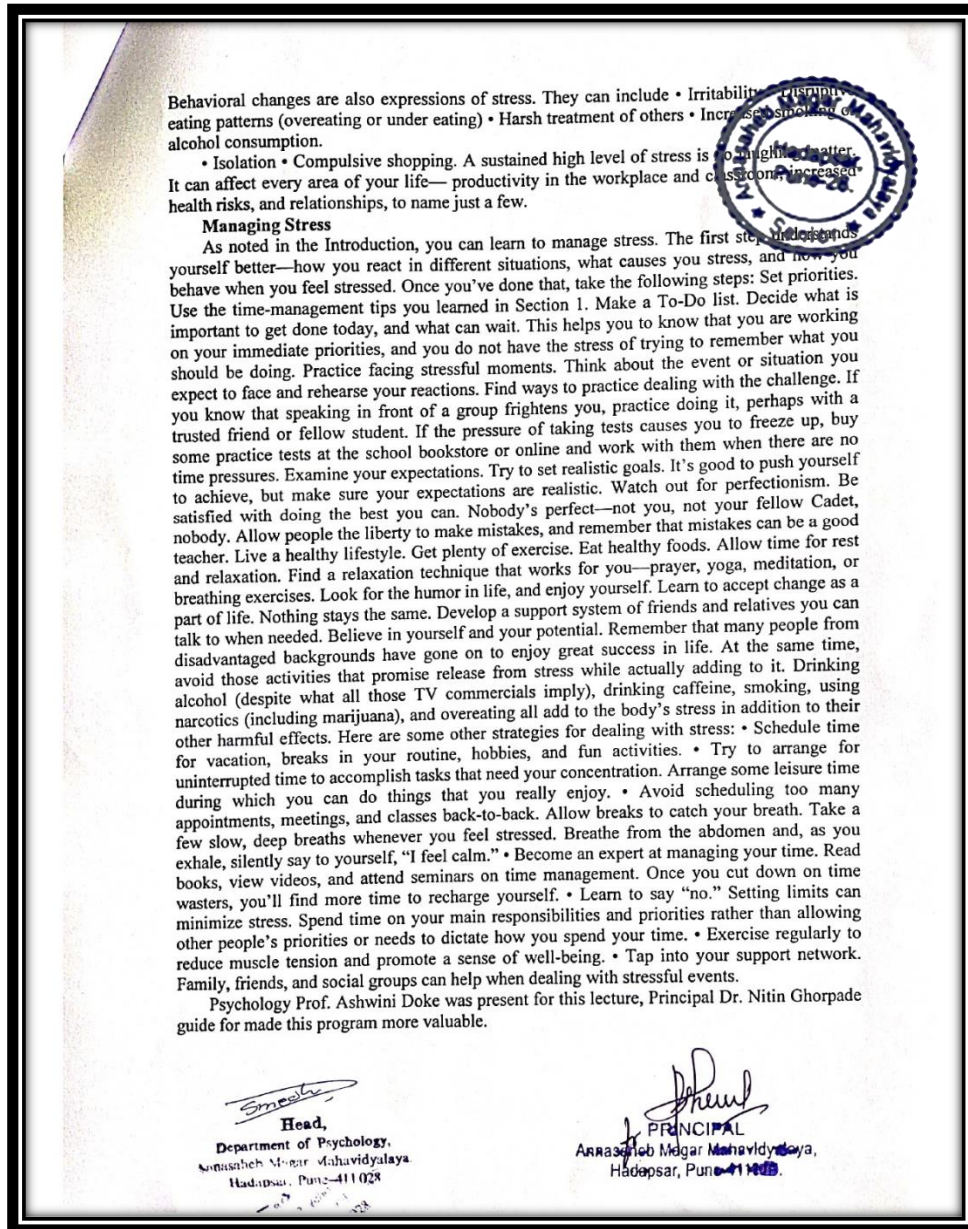 Behavioral changes are also expressions of stress. They can include • Irritability • Disruptive
eating patterns (overeating or under eating) • Harsh treatment of others • Increased smoking or
alcohol consumption.
• Isolation • Compulsive shopping. A sustained high level of stress is no laughing matter.
It can affect every area of your life— productivity in the workplace and classroom, increased
health risks, and relationships, to name just a few.
Managing Stress
As noted in the Introduction, you can learn to manage stress. The first step understands
yourself better—how you react in different situations, what causes you stress, and how you
behave when you feel stressed. Once you've done that, take the following steps: Set priorities.
Use the time-management tips you learned in Section 1. Make a To-Do list. Decide what is
important to get done today, and what can wait. This helps you to know that you are working
on your immediate priorities, and you do not have the stress of trying to remember what you
should be doing. Practice facing stressful moments. Think about the event or situation you
expect to face and rehearse your reactions. Find ways to practice dealing with the challenge. If
you know that speaking in front of a group frightens you, practice doing it, perhaps with a
trusted friend or fellow student. If the pressure of taking tests causes you to freeze up, buy
some practice tests at the school bookstore or online and work with them when there are no
time pressures. Examine your expectations. Try to set realistic goals. It's good to push yourself
to achieve, but make sure your expectations are realistic. Watch out for perfectionism. Be
satisfied with doing the best you can. Nobody's perfect—not you, not your fellow Cadet,
nobody. Allow people the liberty to make mistakes, and remember that mistakes can be a good
teacher. Live a healthy lifestyle. Get plenty of exercise. Eat healthy foods. Allow time for rest
and relaxation. Find a relaxation technique that works for you—prayer, yoga, meditation, or
breathing exercises. Look for the humor in life, and enjoy yourself. Learn to accept change as a
part of life. Nothing stays the same. Develop a support system of friends and relatives you can
talk to when needed. Believe in yourself and your potential. Remember that many people from
disadvantaged backgrounds have gone on to enjoy great success in life. At the same time,
avoid those activities that promise release from stress while actually adding to it. Drinking
alcohol (despite what all those TV commercials imply), drinking caffeine, smoking, using
narcotics (including marijuana), and overeating all add to the body's stress in addition to their
other harmful effects. Here are some other strategies for dealing with stress: • Schedule time
for vacation, breaks in your routine, hobbies, and fun activities. • Try to arrange for
uninterrupted time to accomplish tasks that need your concentration. Arrange some leisure time
during which you can do things that you really enjoy. • Avoid scheduling too many
appointments, meetings, and classes back-to-back. Allow breaks to catch your breath. Take a
few slow, deep breaths whenever you feel stressed. Breathe from the abdomen and, as you
exhale, silently say to yourself, "I feel calm." • Become an expert at managing your time. Read
books, view videos, and attend seminars on time management. Once you cut down on time
wasters, you'll find more time to recharge yourself. • Learn to say "no." Setting limits can
minimize stress. Spend time on your main responsibilities and priorities rather than allowing
other people's priorities or needs to dictate how you spend your time. • Exercise regularly to
reduce muscle tension and promote a sense of well-being. • Tap into your support network.
Family, friends, and social groups can help when dealing with stressful events.
Psychology Prof. Ashwini Doke was present for this lecture, Principal Dr. Nitin Ghorpade
guide for made this program more valuable.
Annasaheb Magar Mahavidyalaya
Hadapsar
Pune-28.
Head,
Department of Psychology,
Annasaheb Magar Mahavidyalaya
Hadapsar, Pune-411028
PRINCIPAL
Annasaheb Magar Mahavidyalaya,
Hadapsar, Pune